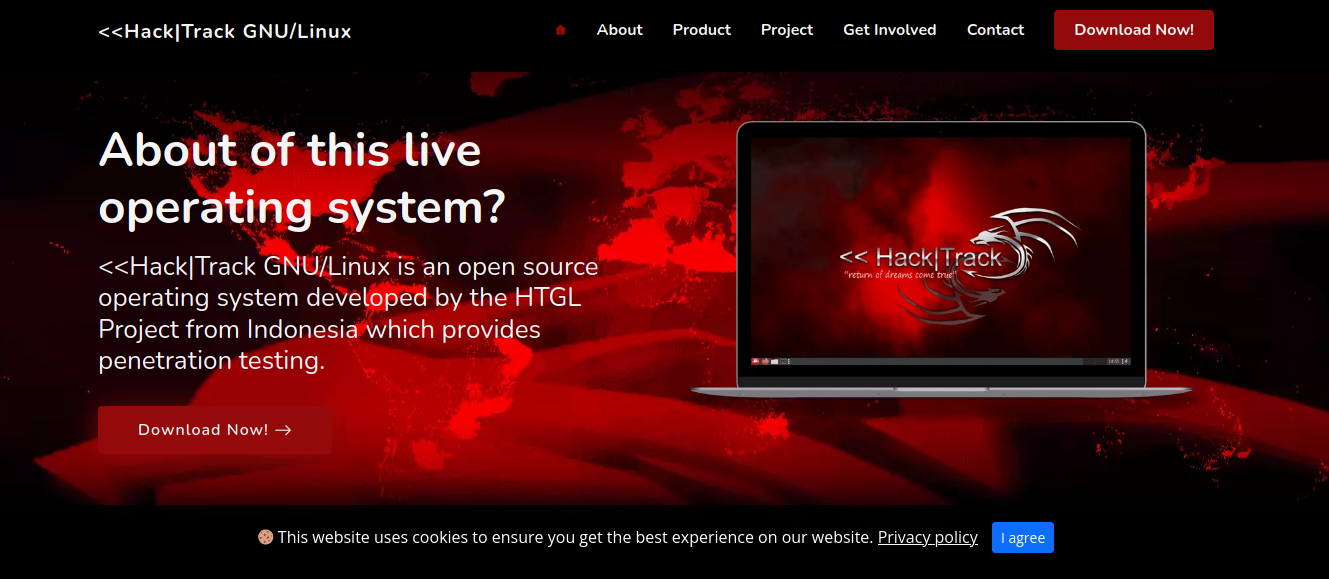 <<Hack|Track GNU/Linux
About
Product
Project
Get Involved
Contact
Download Now!
About of this live
operating system?
<<Hack|Track GNU/Linux is an open source
operating system developed by the HTGL
Project from Indonesia which provides
penetration testing.
Download Now! →
<< Hack|Track
"return of dreams come true"
This website uses cookies to ensure you get the best experience on our website. Privacy policy
I agree